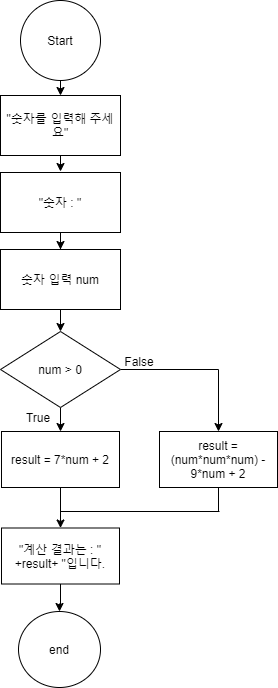 Start
"숫자를 입력해 주세
요"
"숫자 : "
숫자 입력 num
num > 0
False
True
result = 7*num + 2
result =
(num*num*num) -
9*num + 2
"계산 결과는 : "
+result+ "입니다.
end